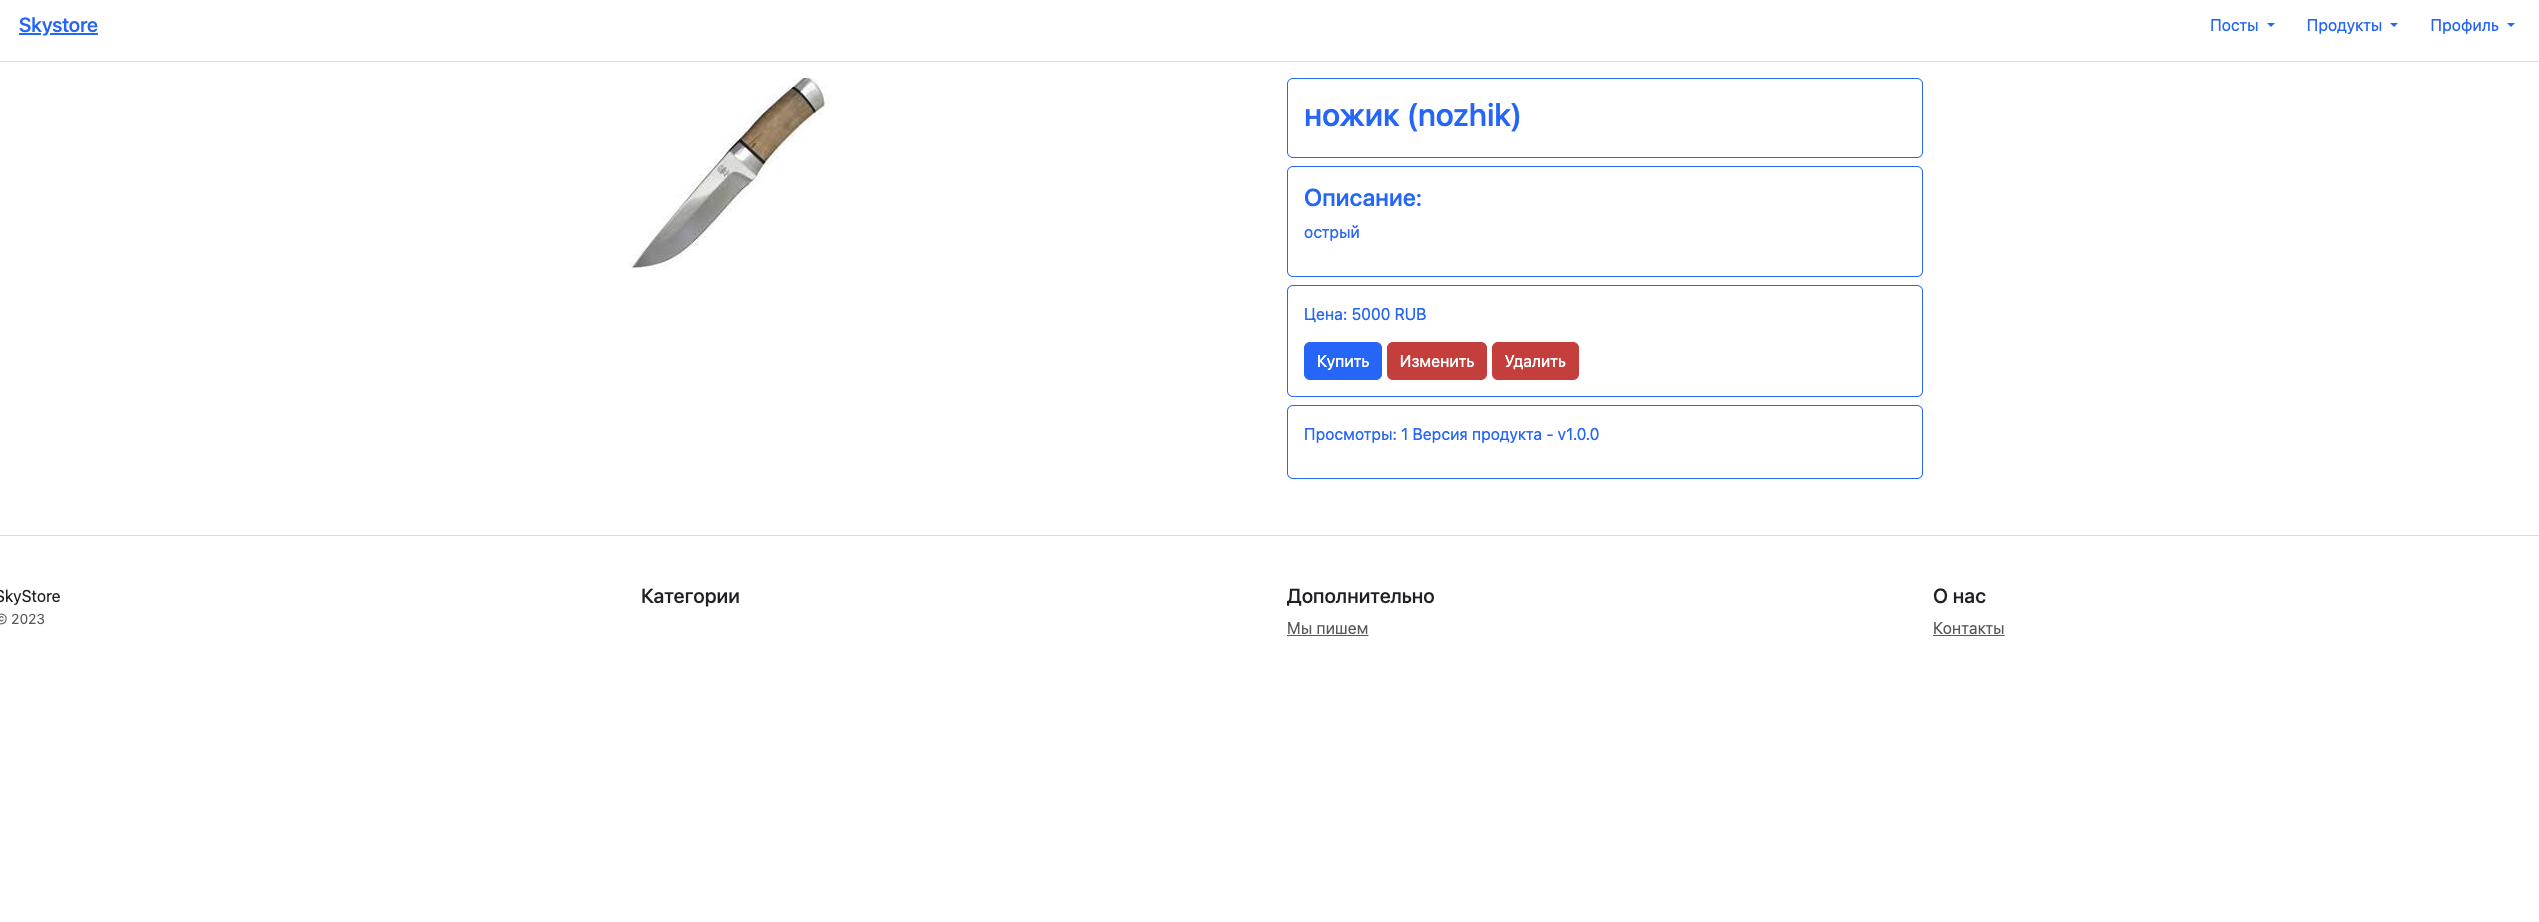 Skystore
Посты
Продукты
Профиль
ножик (nozhik)
Описание:
острый
Цена: 5000 RUB
Купить
Изменить
Удалить
Просмотры: 1 Версия продукта - v1.0.0
SkyStore
© 2023
Категории
Дополнительно
Мы пишем
О нас
Контакты